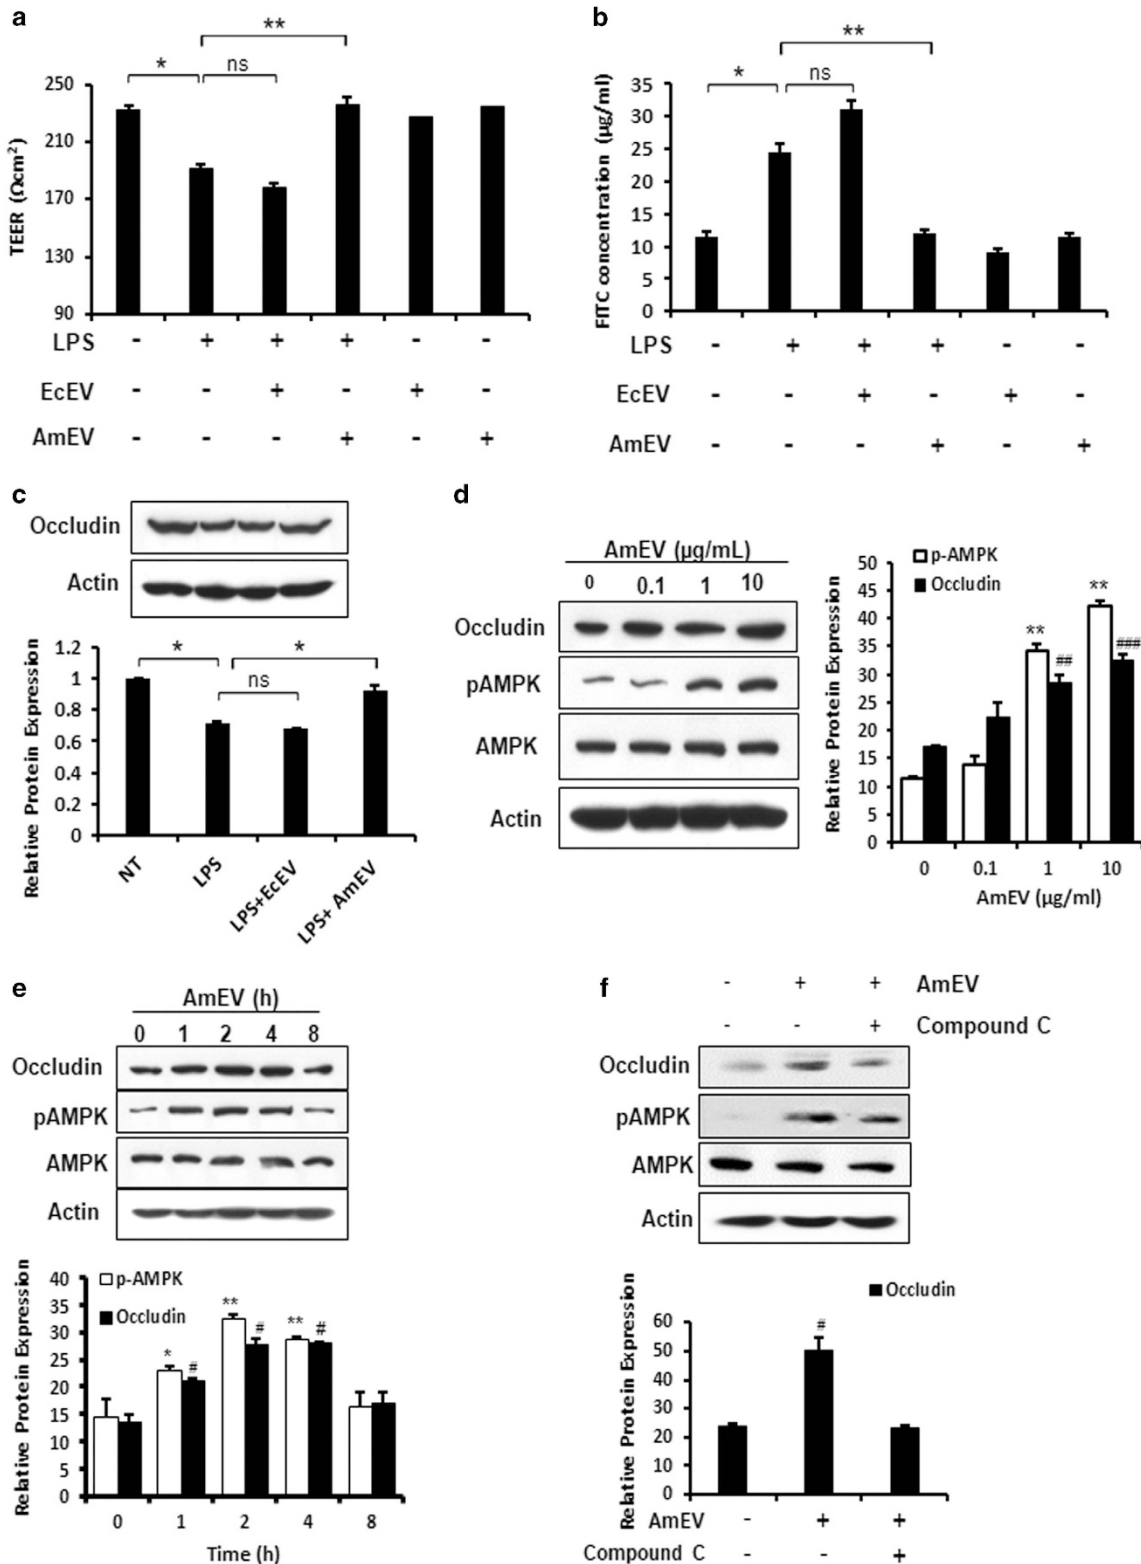 a
**
*
ns
TEER (Ωcm²)
250
210
170
130
90
LPS - + + + - -
EcEV - - + - + -
AmEV - - - + - +
b
**
*
ns
FITC concentration (µg/ml)
35
30
25
20
15
10
5
0
LPS - + + + - -
EcEV - - + - + -
AmEV - - - + - +
c
Occludin
Actin
Relative Protein Expression
1.2
1
0.8
0.6
0.4
0.2
0
*
*
ns
NT
LPS
LPS+EcEV
LPS+ AmEV
d
AmEV (µg/mL)
0 0.1 1 10
Occludin
pAMPK
AMPK
Actin
p-AMPK
Occludin
Relative Protein Expression
50
45
40
35
30
25
20
15
10
5
0
**
##
**
###
0 0.1 1 10
AmEV (µg/ml)
e
AmEV (h)
0 1 2 4 8
Occludin
pAMPK
AMPK
Actin
p-AMPK
Occludin
Relative Protein Expression
40
35
30
25
20
15
10
5
0
*
#
**
#
**
#
0 1 2 4 8
Time (h)
f
- + + AmEV
- - + Compound C
Occludin
pAMPK
AMPK
Actin
Occludin
Relative Protein Expression
60
50
40
30
20
10
0
#
AmEV - + +
Compound C - - +